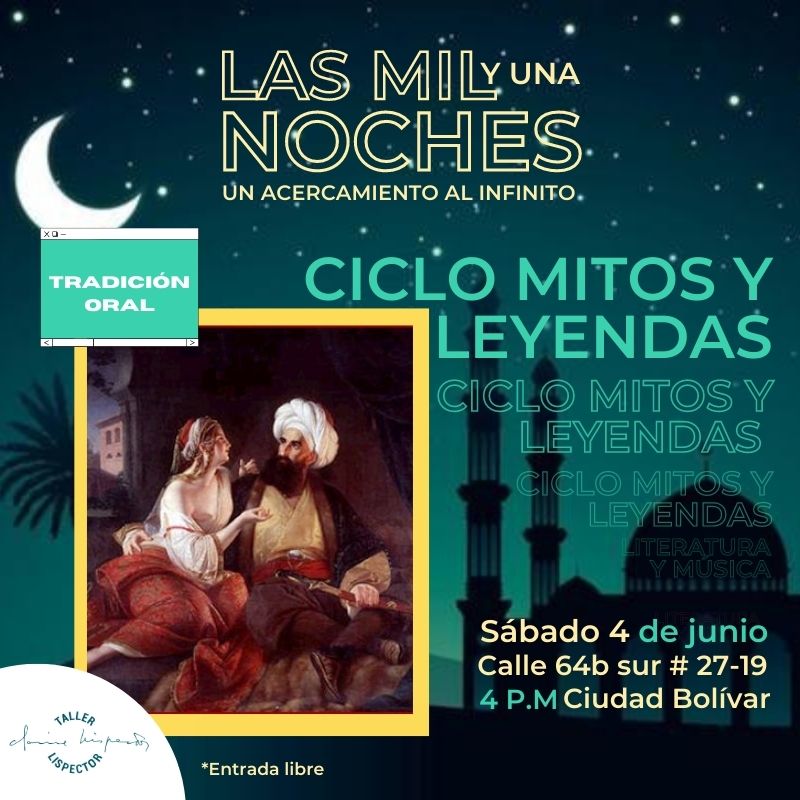 LAS MIL Y UNA
NOCHES
UN ACERCAMIENTO AL INFINITO
TRADICIÓN
ORAL
CICLO MITOS Y
LEYENDAS
CICLO MITOS Y
LEYENDAS
CICLO MITOS Y
LEYENDAS
LITERATURA
Y MÚSICA
Sábado 4 de junio
Calle 64b sur # 27-19
4 P.M Ciudad Bolívar
TALLER
LISPECTOR
*Entrada libre